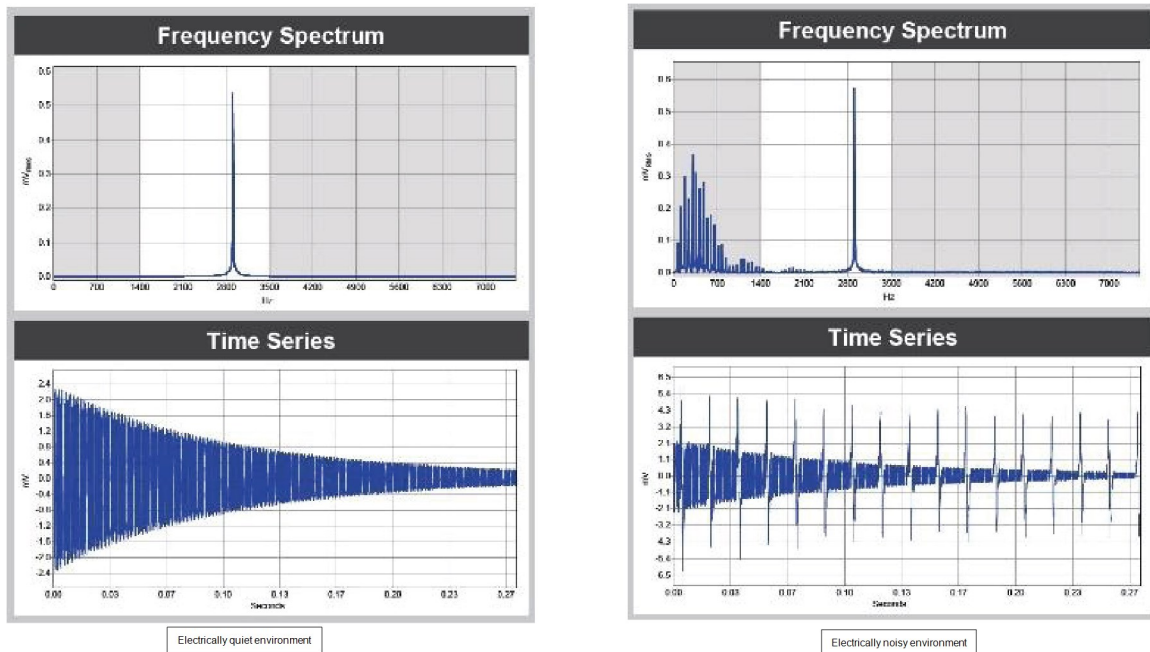 Frequency Spectrum
0.6
0.5
0.4
0.3
0.2
0.1
0.0
mVRMS
0 700 1400 2100 2800 3500 4200 4900 5600 6300 7000
Hz
Time Series
2.4
2.0
1.6
1.2
0.8
0.4
-0.4
-0.8
1.2
-1.6
-2.0
-2.4
mV
0.00 0.03 0.07 0.10 0.13 0.17 0.20 0.23 0.27
Seconds
Electrically quiet environment
Frequency Spectrum
0.6
0.5
0.4
0.3
0.2
0.1
0.0
mVRMS
0 700 1400 2100 2800 3500 4200 4900 5600 6300 7000
Hz
Time Series
6.5
5.4
4.3
3.2
2.1
1.1
-1.1
-2.1
3.2
4.3
-5.4
6.5
mV
0.00 0.03 0.07 0.10 0.13 0.17 0.20 0.23 0.27
Seconds
Electrically noisy environment